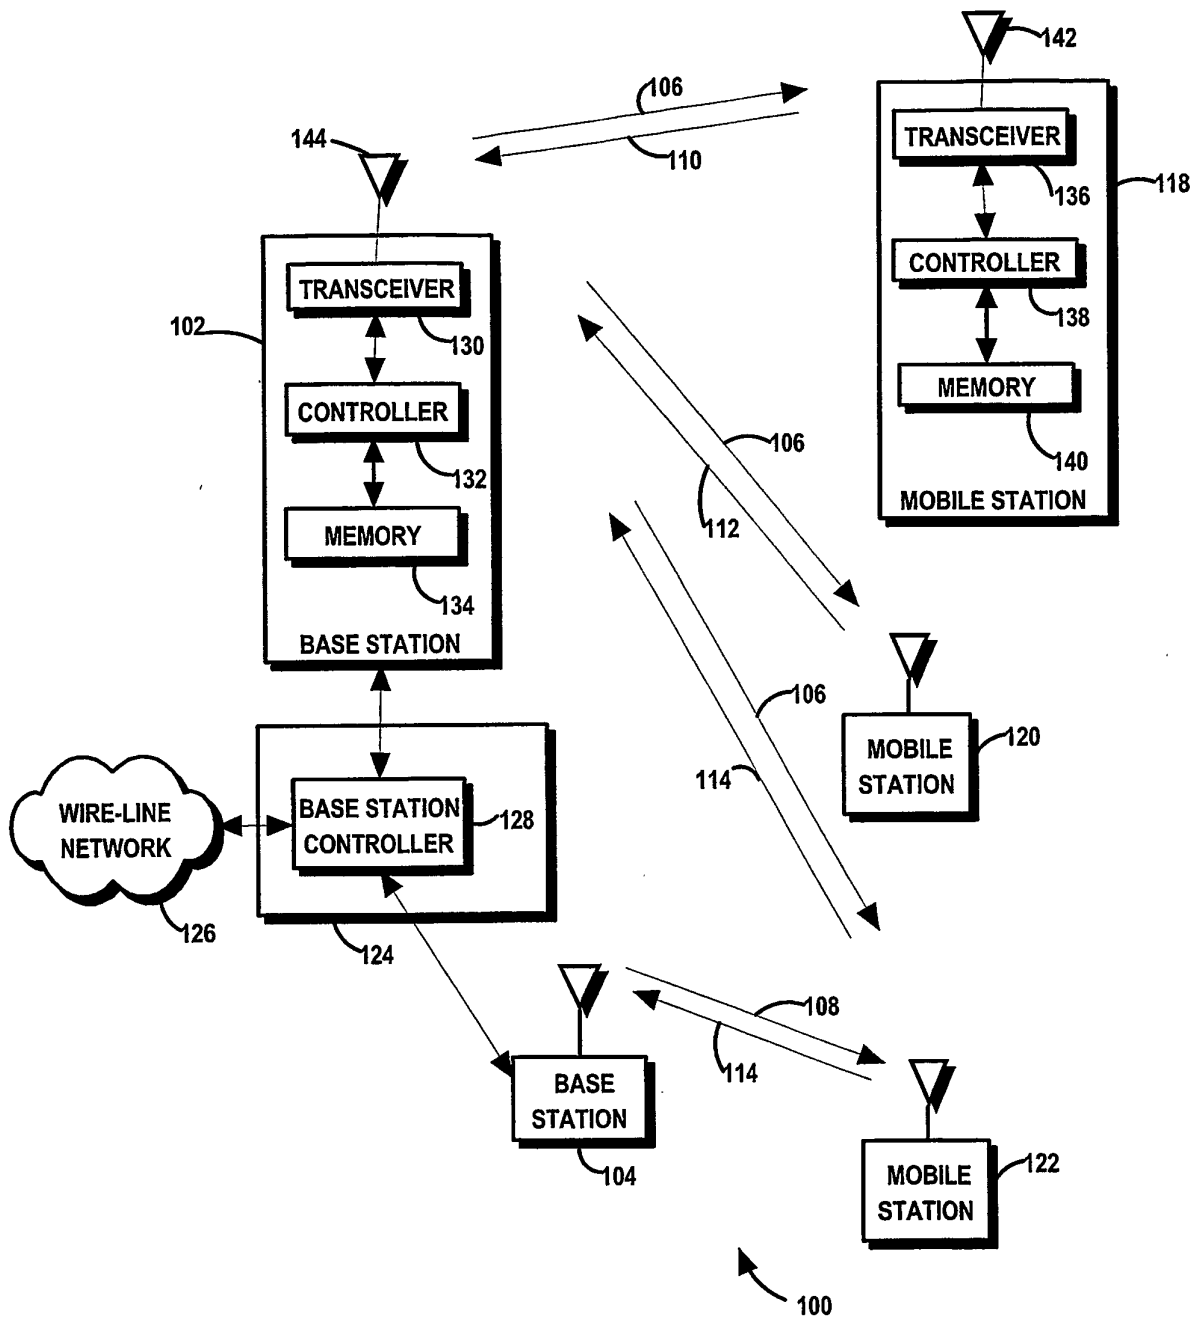 142
106
TRANSCEIVER
144
110
118
136
CONTROLLER
TRANSCEIVER
138
102
130
MEMORY
CONTROLLER
106
132
140
MOBILE STATION
112
MEMORY
134
BASE STATION
106
120
MOBILE
STATION
114
WIRE-LINE
NETWORK
BASE STATION
CONTROLLER
128
126
124
108
114
BASE
STATION
104
122
MOBILE
STATION
100